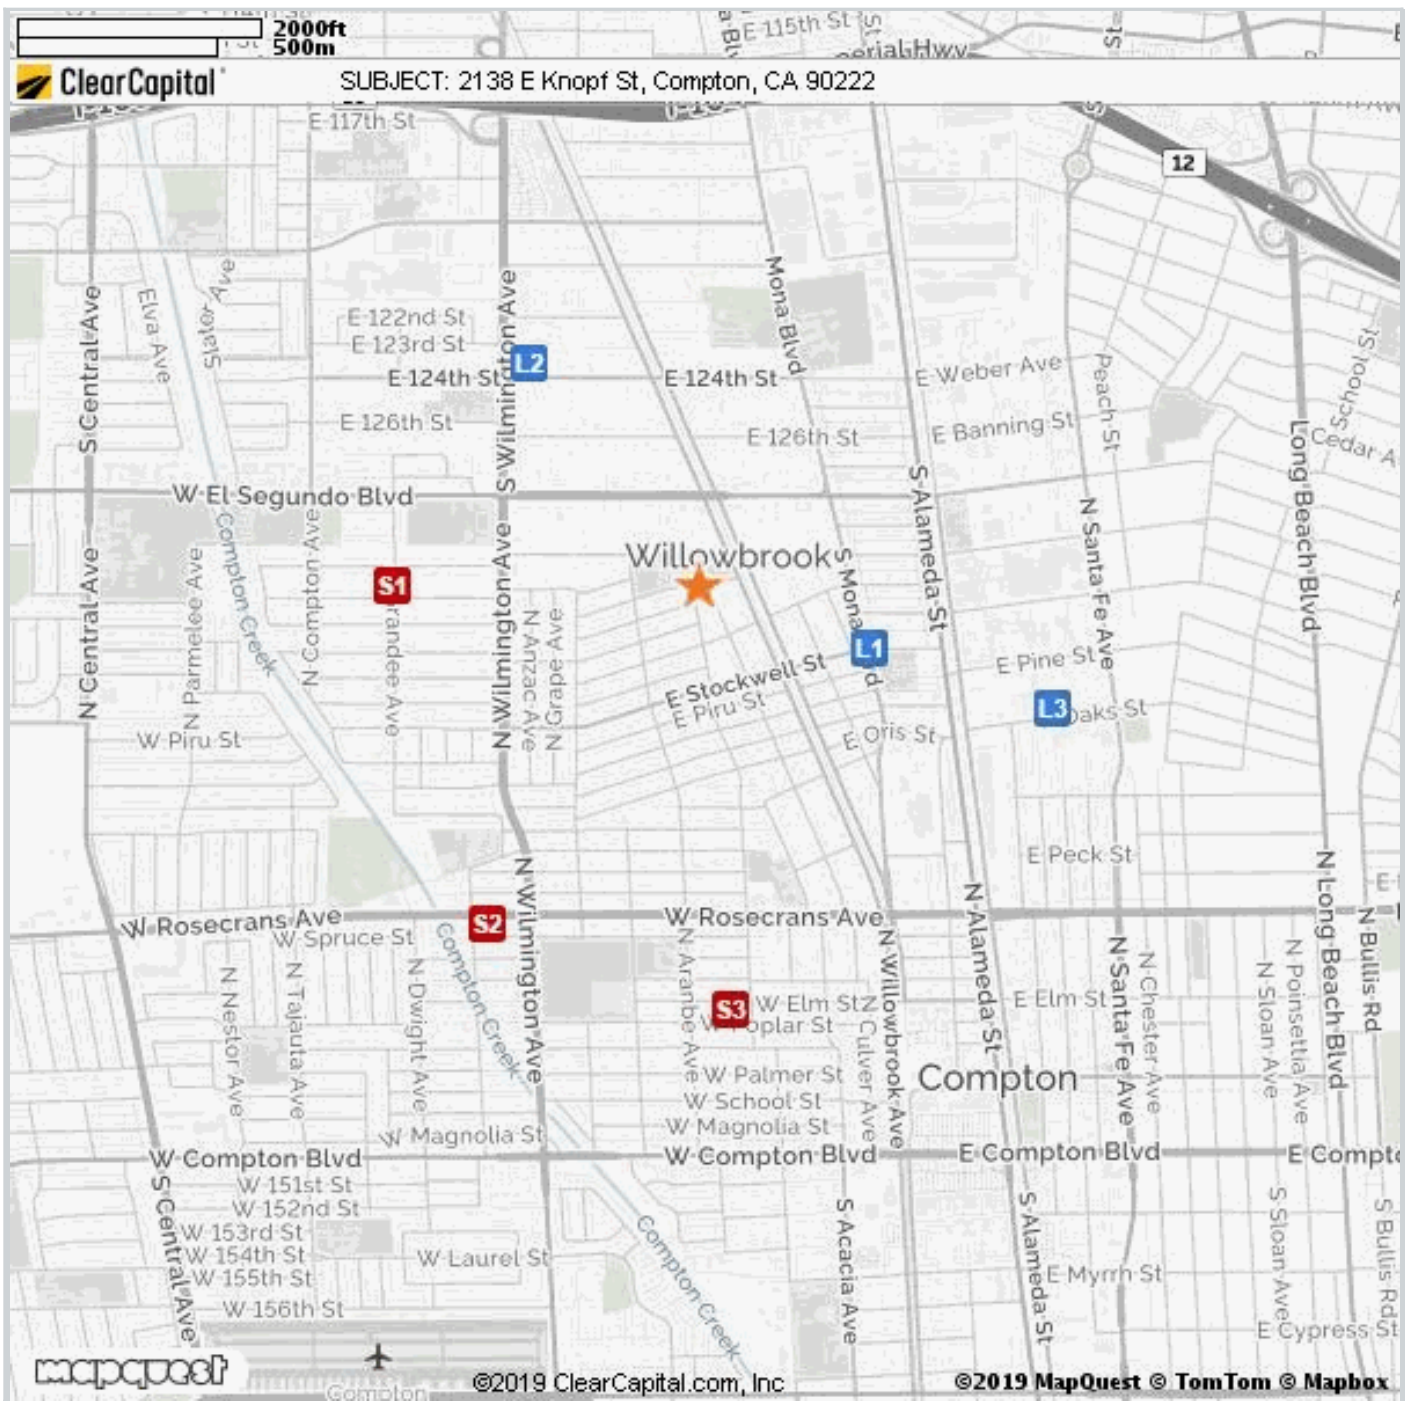 E 115th St
2000ft
500m
ClearCapital
SUBJECT: 2138 E Knopf St, Compton, CA 90222
E 117th St
12
Elva Ave
Slater Ave
S Central Ave
E 122nd St
E 123rd St
E 124th St
S Wilmington Ave
L2
E 124th St
Mona Blvd
E Weber Ave
Peach St
School St
E 126th St
E 126th St
E Banning St
Long Beach Blvd
Cedar A
W El Segundo Blvd
S Alameda St
N Santa Fe Ave
Compton Creek
N Compton Ave
N Wilmington Ave
Willowbrook
S Mona
S1
N Central Ave
N Parmelee Ave
randee Ave
N Anzac Ave
N Grape Ave
L1
E Stockwell St
E Piru St
E Pine St
L3
Oaks St
W Piru St
E Oris St
E Peck St
W Rosecrans Ave
W Spruce St
S2
N Wilmington Ave
W Rosecrans Ave
N Alameda St
N Long Beach Blvd
N Bullis Rd
N Nestor Ave
N Tajauta Ave
N Dwight Ave
Compton Creek
N Aranbe Ave
S3
W Elm St
W Poplar St
N Culver Ave
N Willowbrook Ave
E Elm St
N Santa Fe Ave
N Chester Ave
N Sloan Ave
N Poinsettia Ave
W Palmer St
Compton
W School St
W Magnolia St
W Magnolia St
W Compton Blvd
W Compton Blvd
E Compton Blvd
E Compto
W 151st St
W 152nd St
W 153rd St
W 154th St
W 155th St
W 156th St
S Central Ave
W Laurel St
Compton Creek
S Acacia Ave
S Alameda St
E Myrrh St
S Sloan Ave
S Bullis Rd
E Cypress St
mapquest
Compton
©2019 ClearCapital.com, Inc
©2019 MapQuest © TomTom © Mapbox